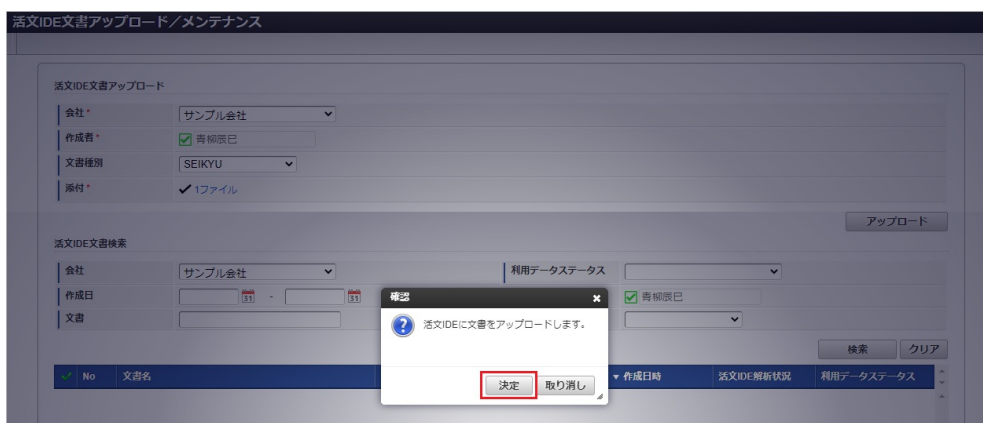 活文IDE文書アップロード／メンテナンス
活文IDE文書アップロード
会社*
サンプル会社
作成者*
青柳辰巳
文書種別
SEIKYU
添付*
1ファイル
アップロード
活文IDE文書検索
会社
サンプル会社
利用データステータス
作成日
31 - 31
青柳辰巳
文書
確認
活文IDEに文書をアップロードします。
決定 取り消し
検索 クリア
No 文書名 作成日時 活文IDE解析状況 利用データステータス